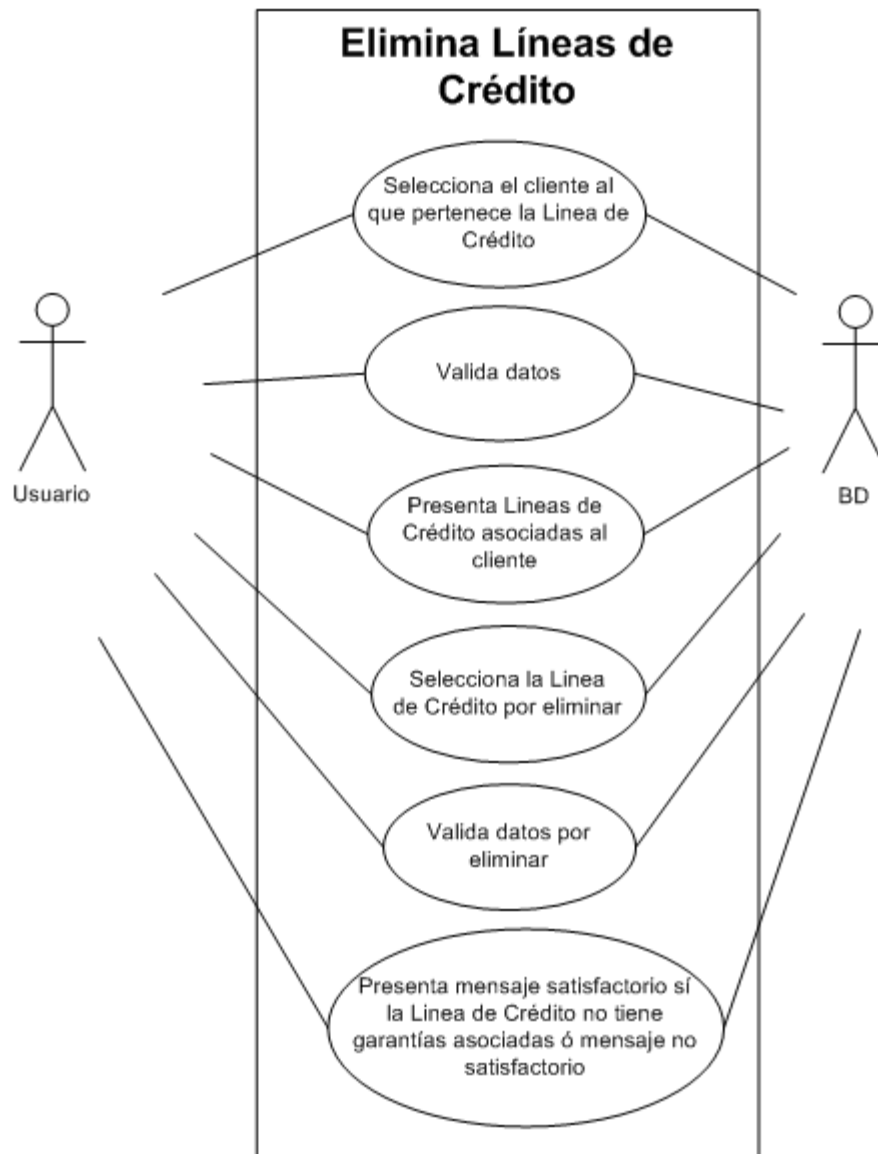 Elimina Líneas de
Crédito
Selecciona el cliente al
que pertenece la Linea de
Crédito
Valida datos
Presenta Lineas de
Crédito asociadas al
cliente
Usuario
BD
Selecciona la Linea
de Crédito por eliminar
Valida datos por
eliminar
Presenta mensaje satisfactorio sí
la Linea de Crédito no tiene
garantías asociadas ó mensaje no
satisfactorio